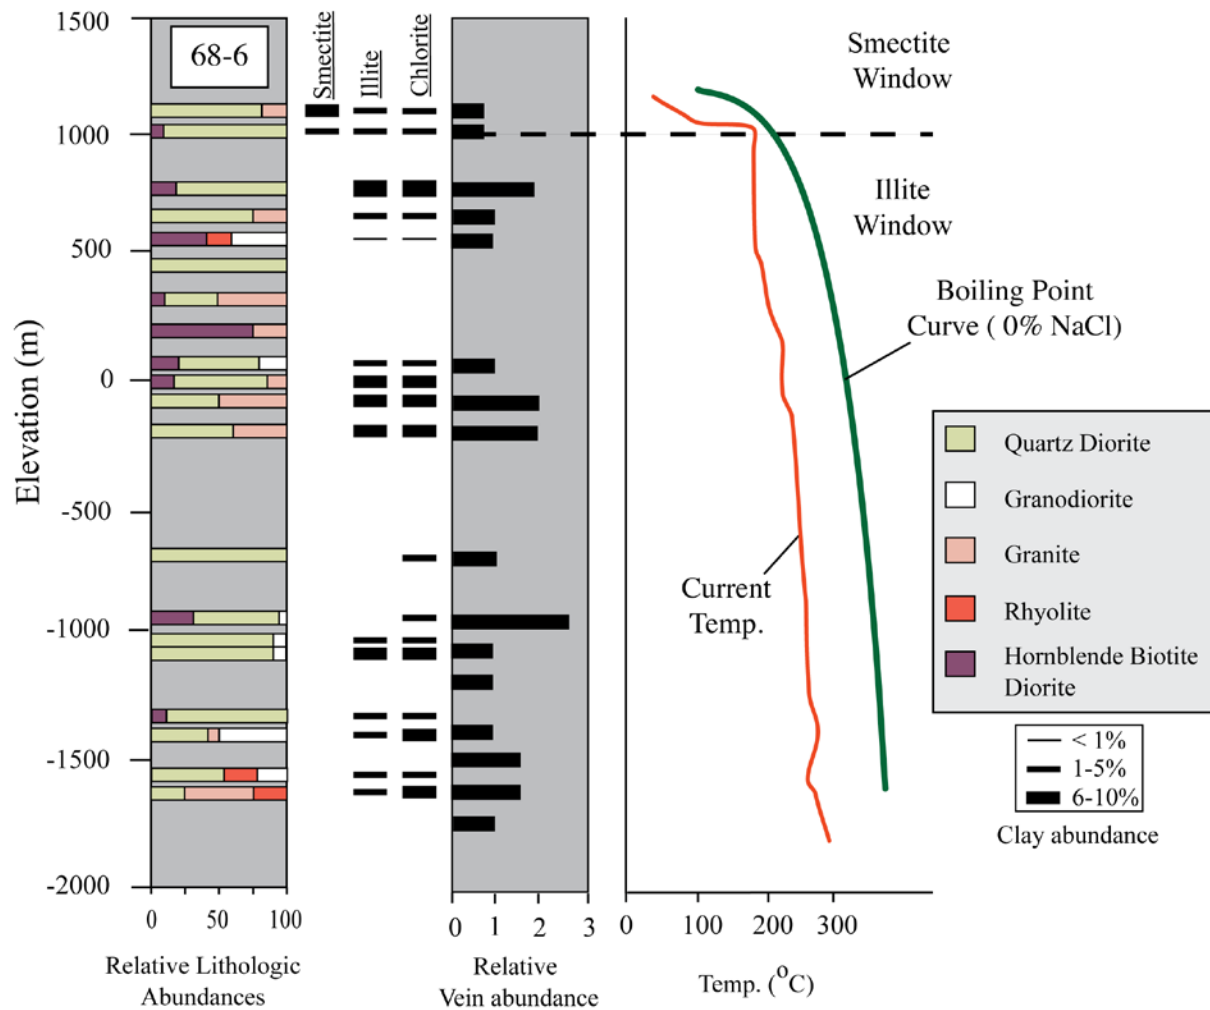 68-6
Smectite
Illite
Chlorite
1500
1000
500
0
-500
-1000
-1500
-2000
Elevation (m)
0
50
100
Relative Lithologic
Abundances
0
1
2
3
Relative
Vein abundance
Smectite
Window
Illite
Window
Boiling Point
Curve ( 0% NaCl)
Current
Temp.
0
100
200
300
Temp. (°C)
Quartz Diorite
Granodiorite
Granite
Rhyolite
Hornblende Biotite
Diorite
< 1%
1-5%
6-10%
Clay abundance